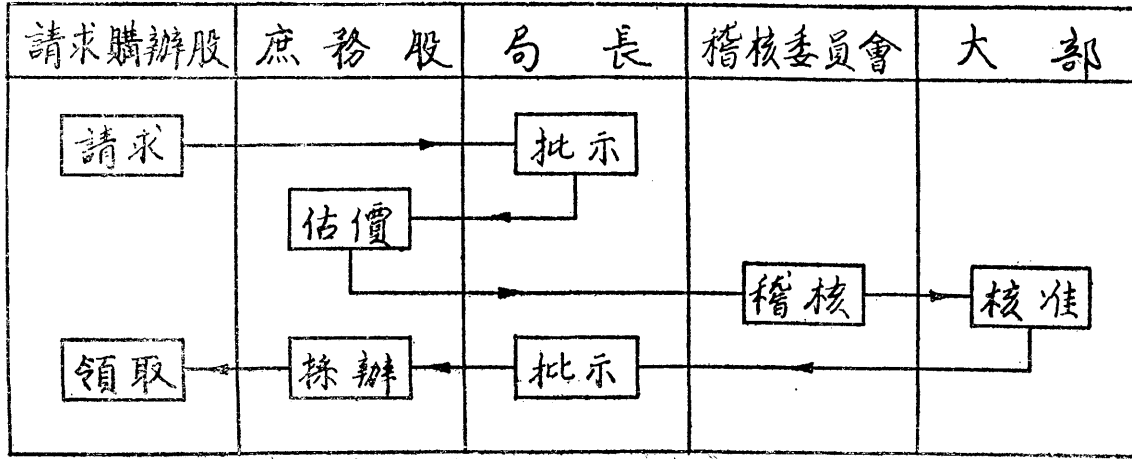 請求購辦股 庶務股 局長 稽核委員會 大部
請求 批示
估價
稽核 核准
領取 採辦 批示